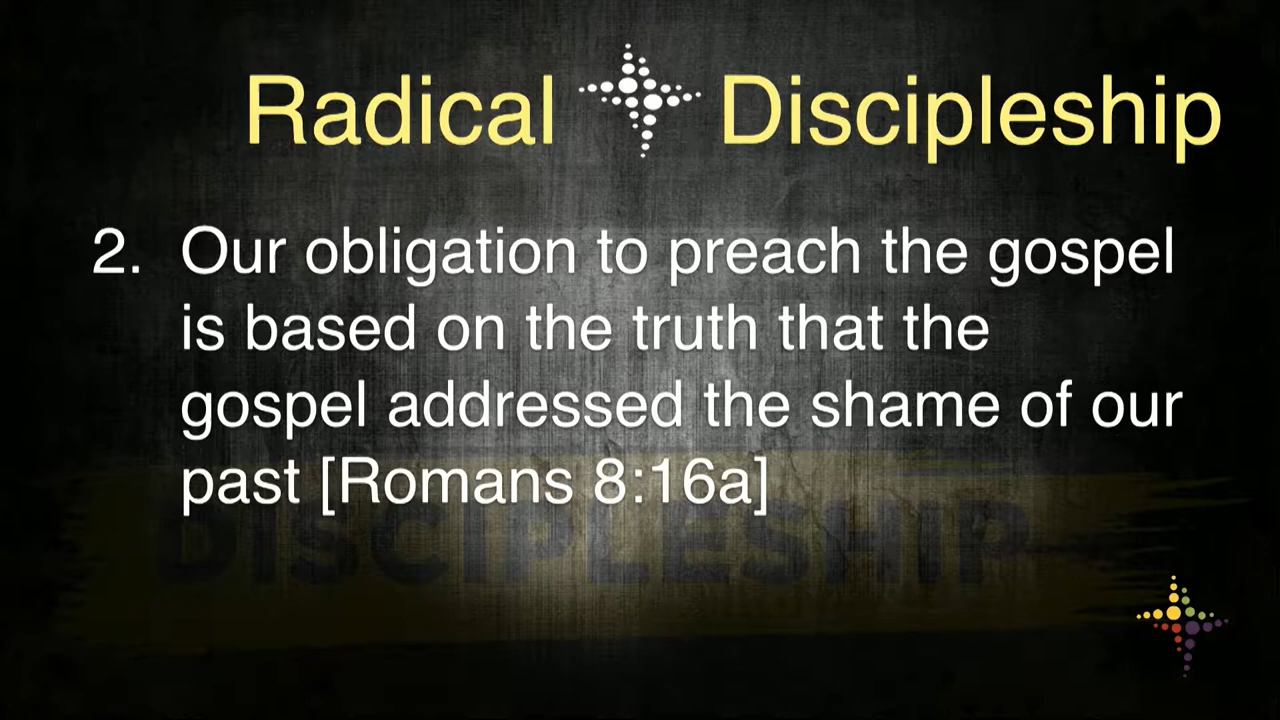 Radical Discipleship
2. Our obligation to preach the gospel
is based on the truth that the
gospel addressed the shame of our
past [Romans 8:16a]
DISCIPLESHIP